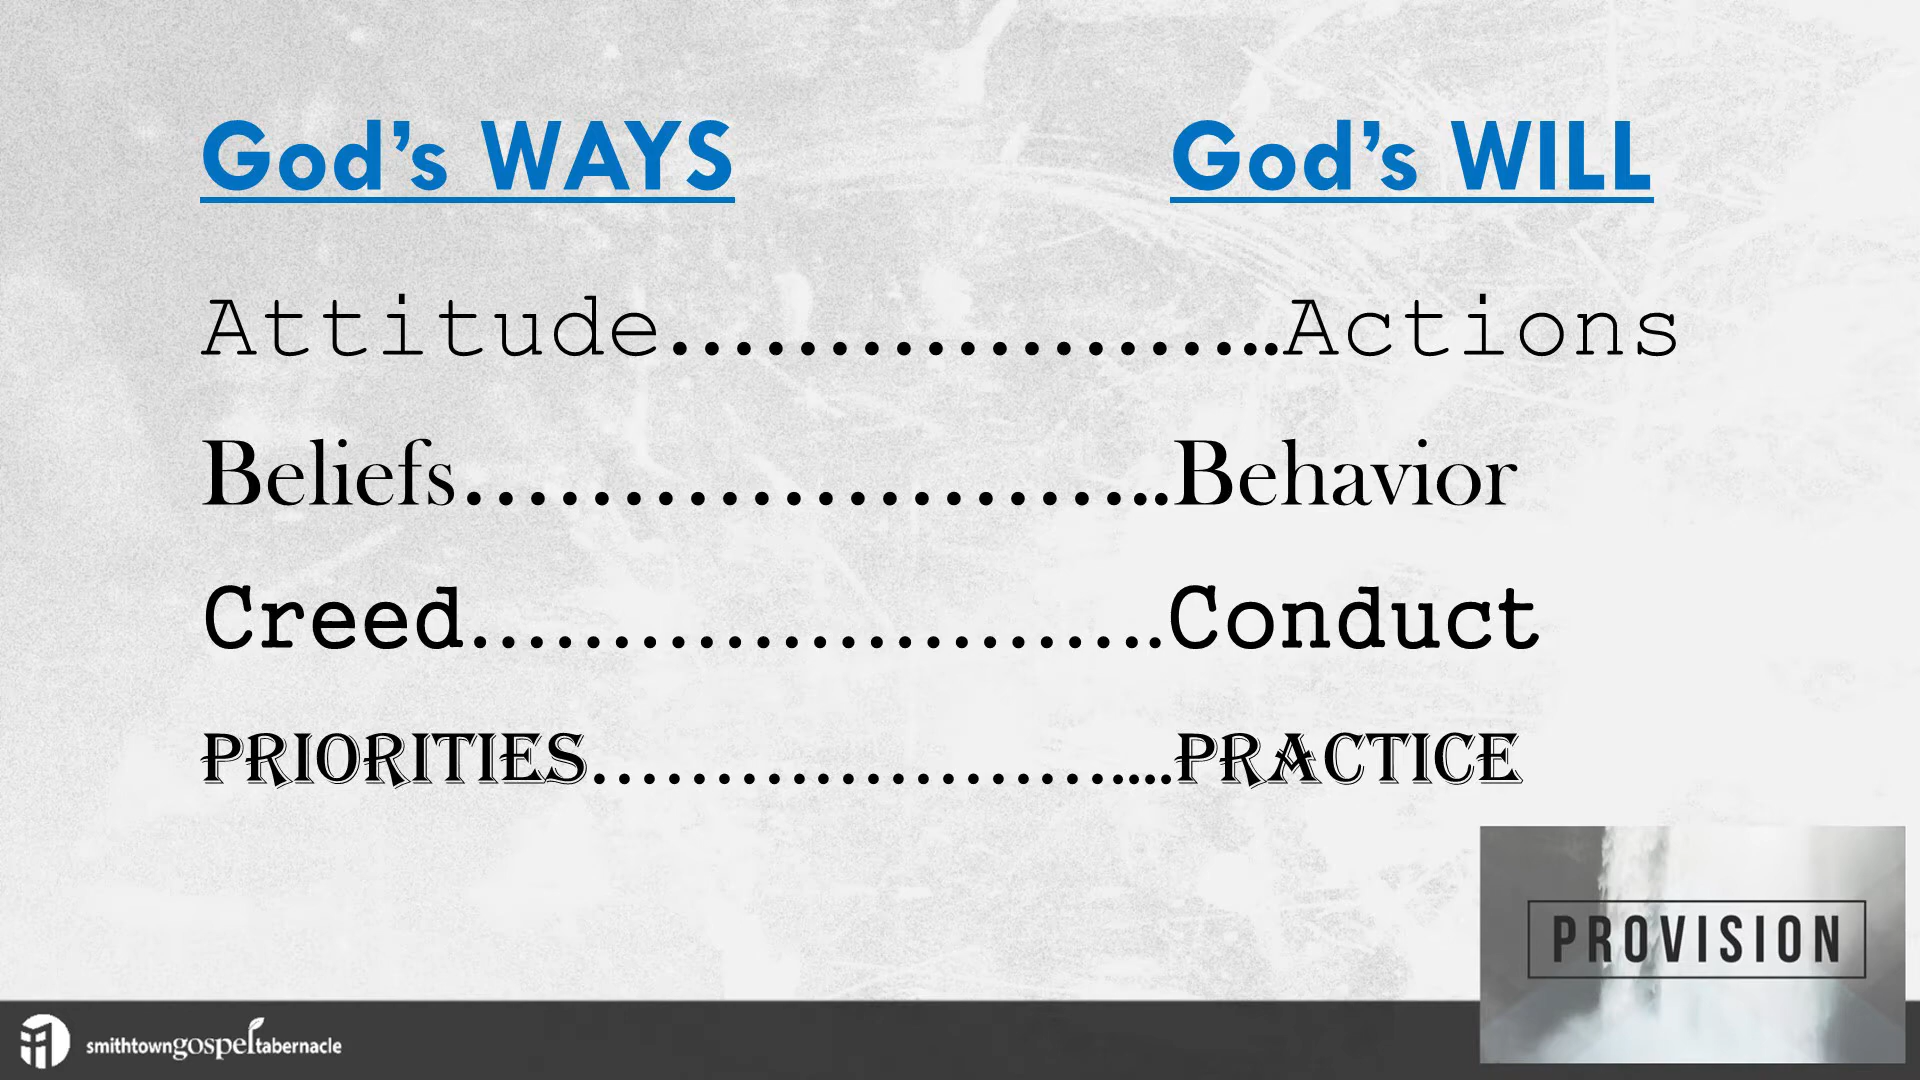 God’s WAYS God’s WILL
Attitude…………………..Actions
Beliefs……………………..Behavior
Creed…………………….Conduct
PRIORITIES…………………....PRACTICE
PROVISION
smithtowngospeltabernacle